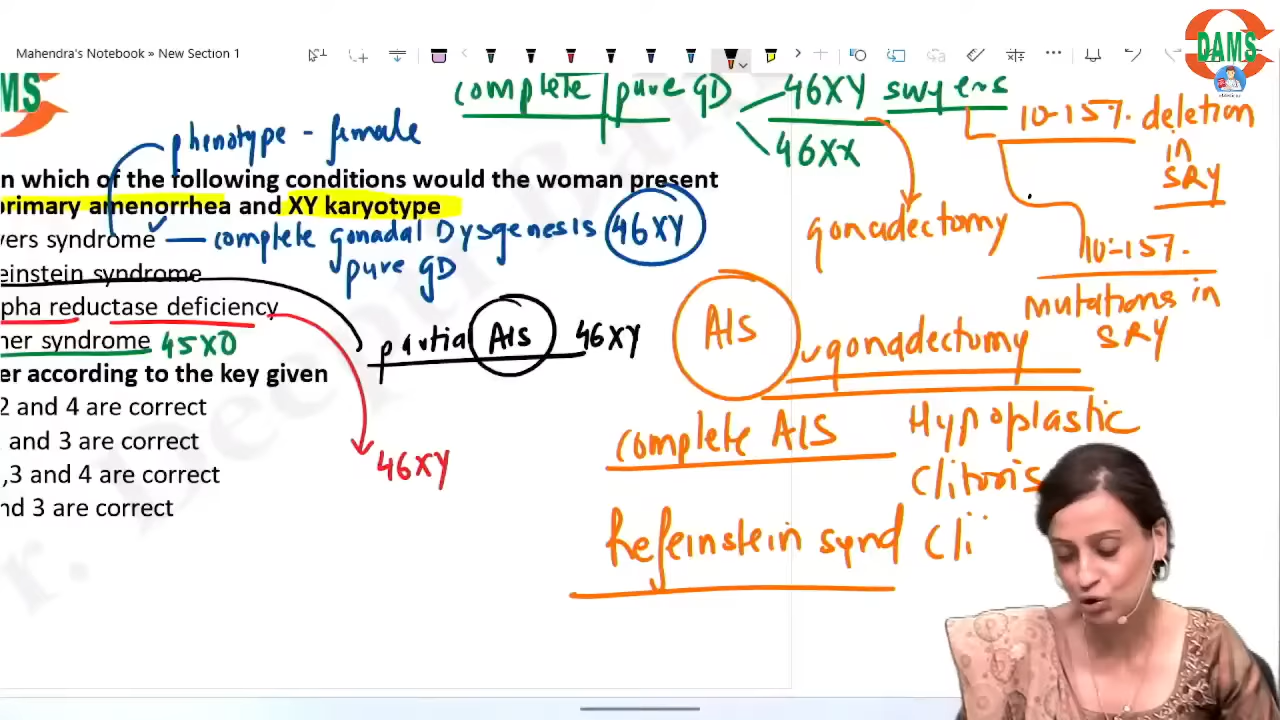 Mahendra's Notebook » New Section 1
DAMS
MS
complete | pure GD
46XY swyers
46XX
10-15%. deletion
in
SRY
phenotype - female
gonadectomy
10-15%.
mutations in
SRY
n which of the following conditions would the woman present
primary amenorrhea and XY karyotype
yers syndrome — complete gonadal Dysgenesis 46XY
pure GD
einstein syndrome
pha reductase deficiency
ner syndrome 45XO
partial AIS 46XY
AIS
gonadectomy
er according to the key given
2 and 4 are correct
and 3 are correct
,3 and 4 are correct
nd 3 are correct
46XY
complete AIS Hypoplastic
Clitoris
Refeinstein synd Cli